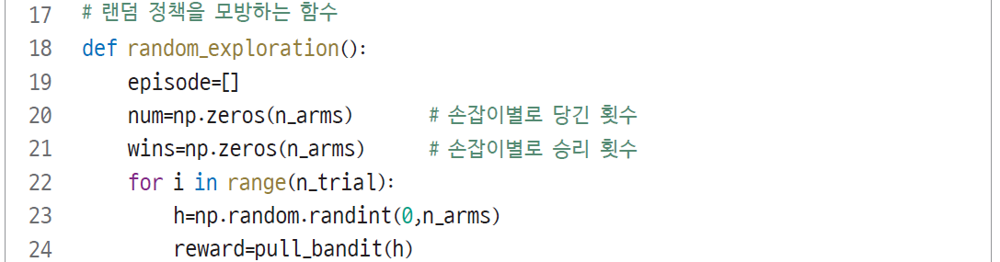 17 # 랜덤 정책을 모방하는 함수
18 def random_exploration():
19 episode=[]
20 num=np.zeros(n_arms) # 손잡이별로 당긴 횟수
21 wins=np.zeros(n_arms) # 손잡이별로 승리 횟수
22 for i in range(n_trial):
23 h=np.random.randint(0,n_arms)
24 reward=pull_bandit(h)